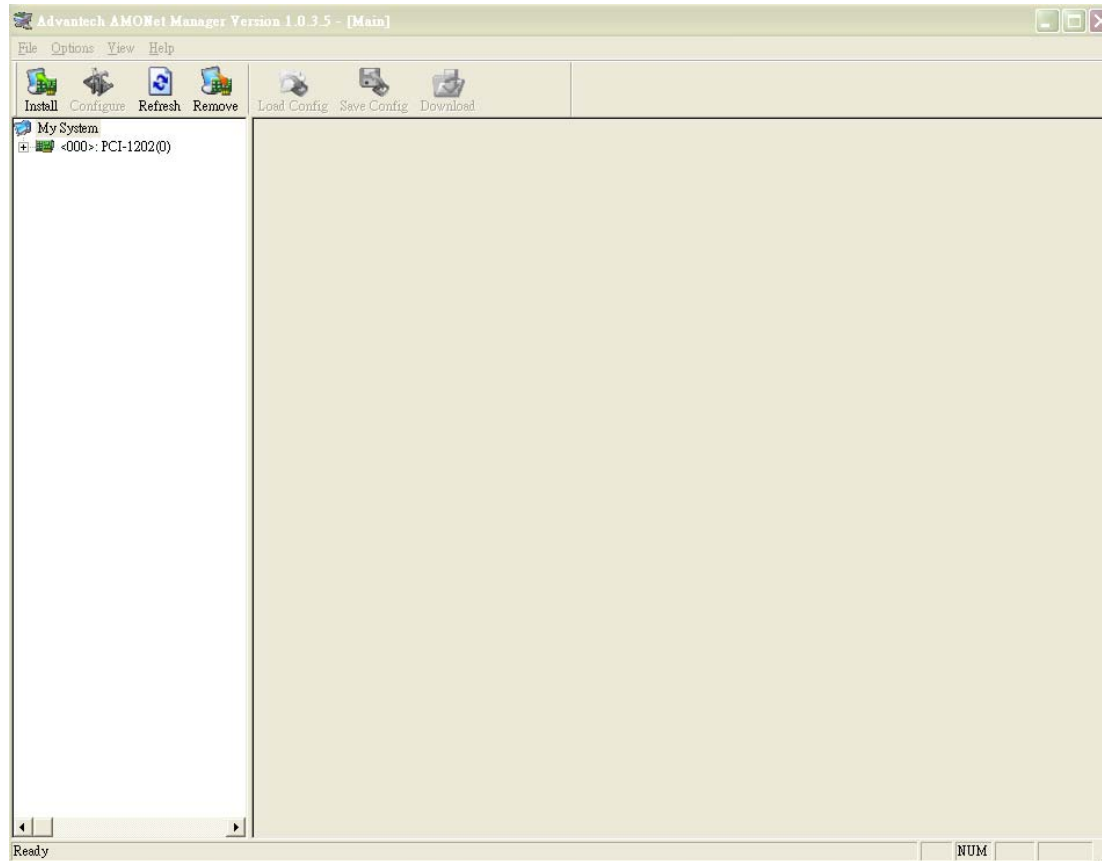 Advantech AMONet Manager Version 1.0.3.5 - [Main]
File Options View Help
Install Configure Refresh Remove Load Config Save Config Download
My System
<000>: PCI-1202(0)
Ready NUM